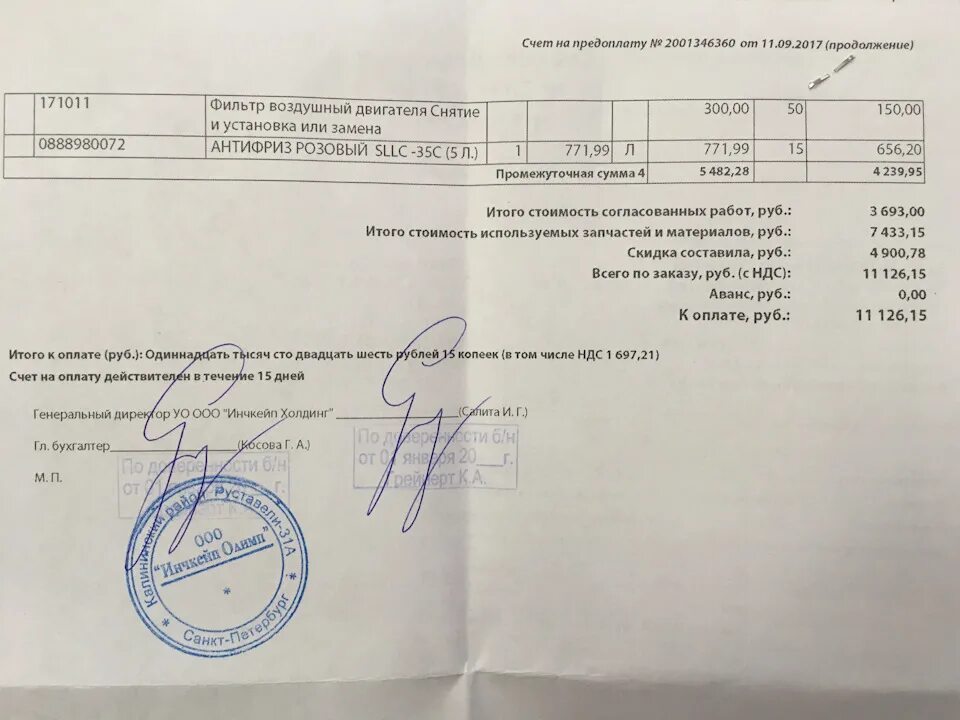 Счет на предоплату № 2001346360 от 11.09.2017 (продолжение)
171011 Фильтр воздушный двигателя Снятие 300,00 50 150,00
и установка или замена
0888980072 АНТИФРИЗ РОЗОВЫЙ SLLC -35C (5 Л.) 1 771,99 Л 771,99 15 656,20
Промежуточная сумма 4 5 482,28 4 239,95
Итого стоимость согласованных работ, руб.: 3 693,00
Итого стоимость используемых запчастей и материалов, руб.: 7 433,15
Скидка составила, руб.: 4 900,78
Всего по заказу, руб. (с НДС): 11 126,15
Аванс, руб.: 0,00
К оплате, руб.: 11 126,15
Итого к оплате (руб.): Одиннадцать тысяч сто двадцать шесть рублей 15 копеек (в том числе НДС 1 697,21)
Счет на оплату действителен в течение 15 дней
Генеральный директор УО ООО "Инчкейп Холдинг" (Салита И. Г.)
По доверенности б/н
от 01 января 20 г.
Грейнерт К.А.
Гл. бухгалтер (Косова Г. А.)
По доверенности б/н
от 01 г.
М. П.
Калининский район, Руставели-31А
ООО
"Инчкейп Олимп"
* Санкт-Петербург *